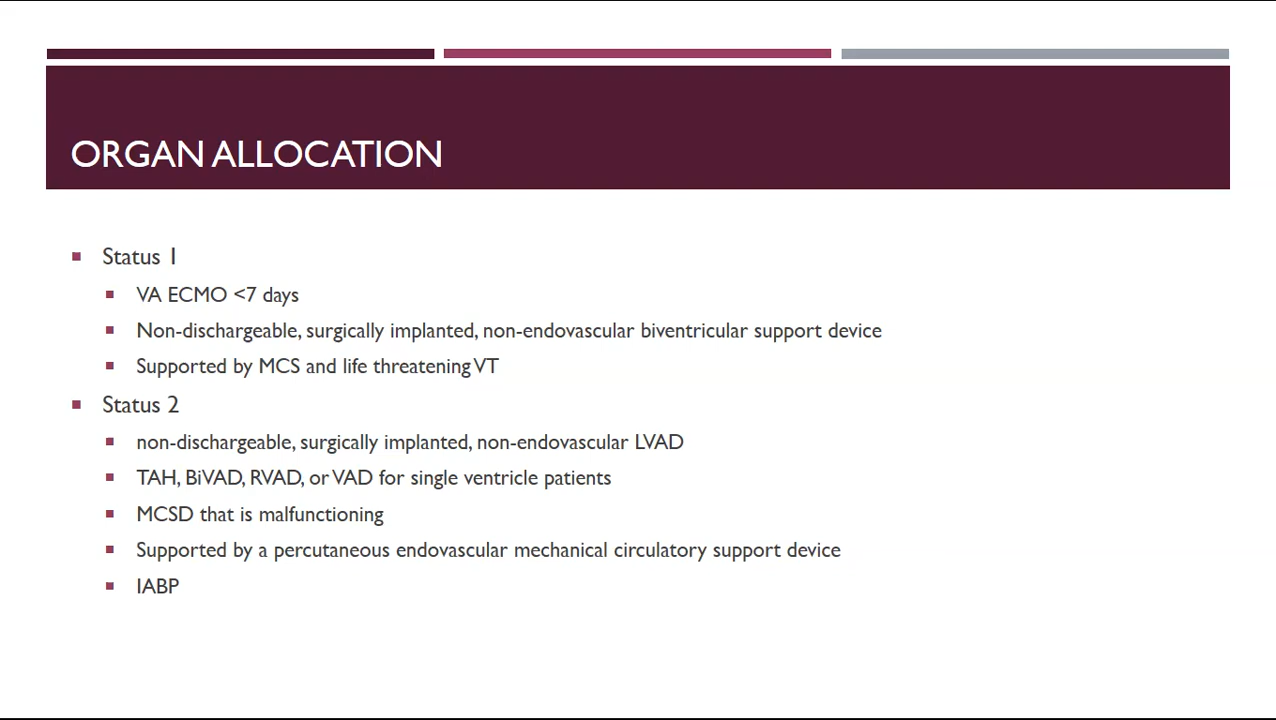 ORGAN ALLOCATION
Status 1
VA ECMO <7 days
Non-dischargeable, surgically implanted, non-endovascular biventricular support device
Supported by MCS and life threatening VT
Status 2
non-dischargeable, surgically implanted, non-endovascular LVAD
TAH, BiVAD, RVAD, or VAD for single ventricle patients
MCSD that is malfunctioning
Supported by a percutaneous endovascular mechanical circulatory support device
IABP